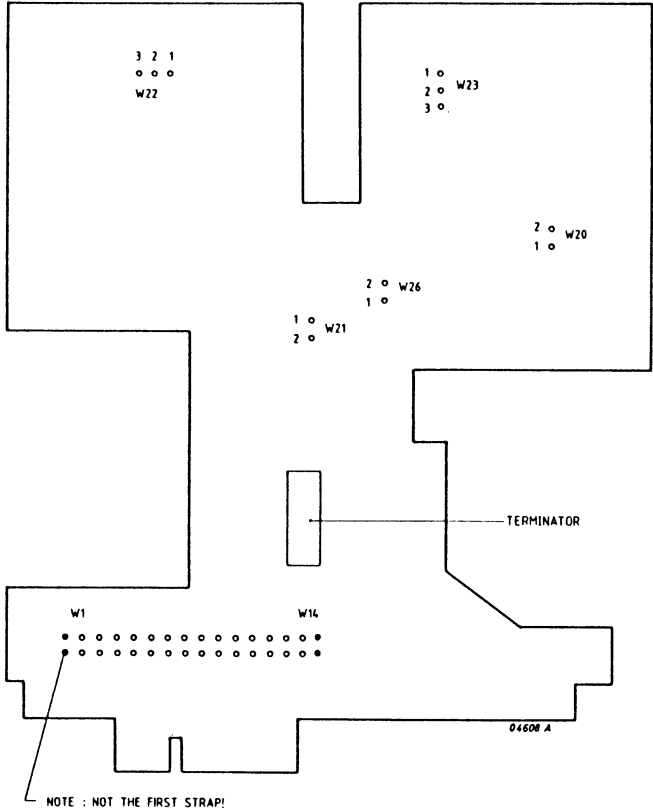 3 2 1
W22
1
2
3
W23
2
1
W20
2
1
W26
1
2
W21
TERMINATOR
W1
W14
04608 A
NOTE : NOT THE FIRST STRAP!